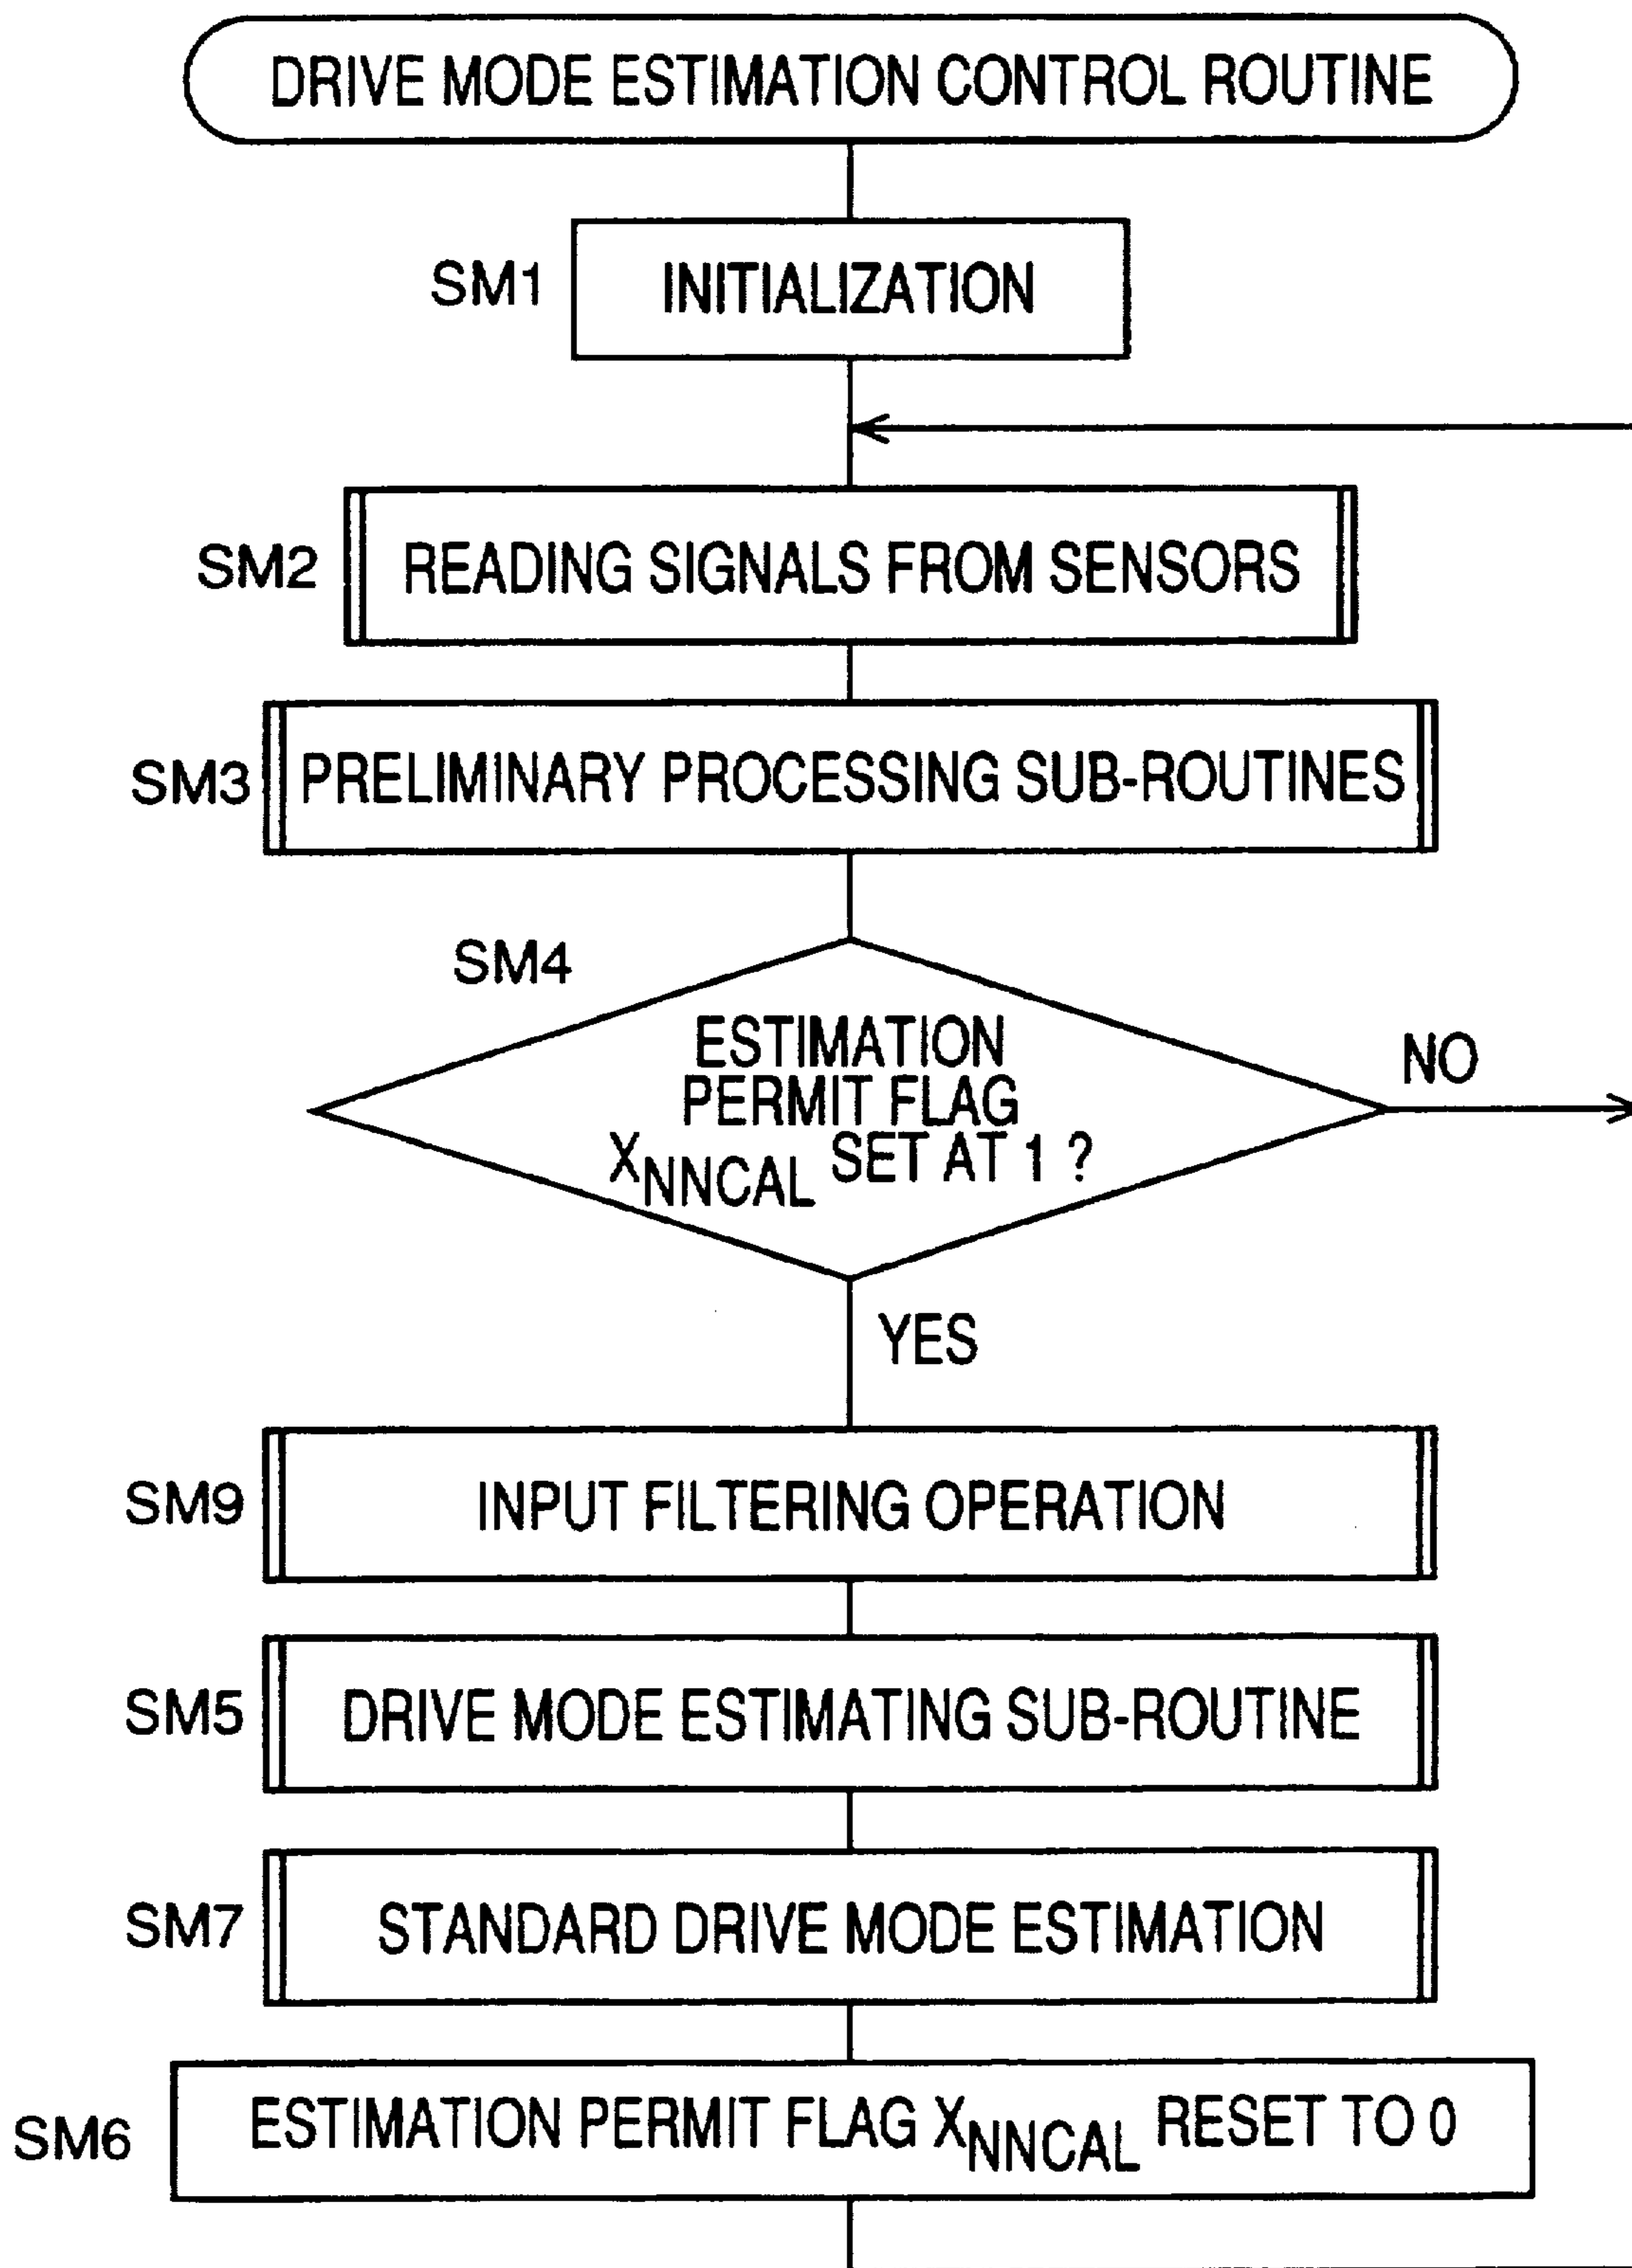 DRIVE MODE ESTIMATION CONTROL ROUTINE
SM1
INITIALIZATION
SM2
READING SIGNALS FROM SENSORS
SM3
PRELIMINARY PROCESSING SUB-ROUTINES
SM4
ESTIMATION
PERMIT FLAG
XNNCAL SET AT 1 ?
NO
YES
SM9
INPUT FILTERING OPERATION
SM5
DRIVE MODE ESTIMATING SUB-ROUTINE
SM7
STANDARD DRIVE MODE ESTIMATION
SM6
ESTIMATION PERMIT FLAG XNNCAL RESET TO 0